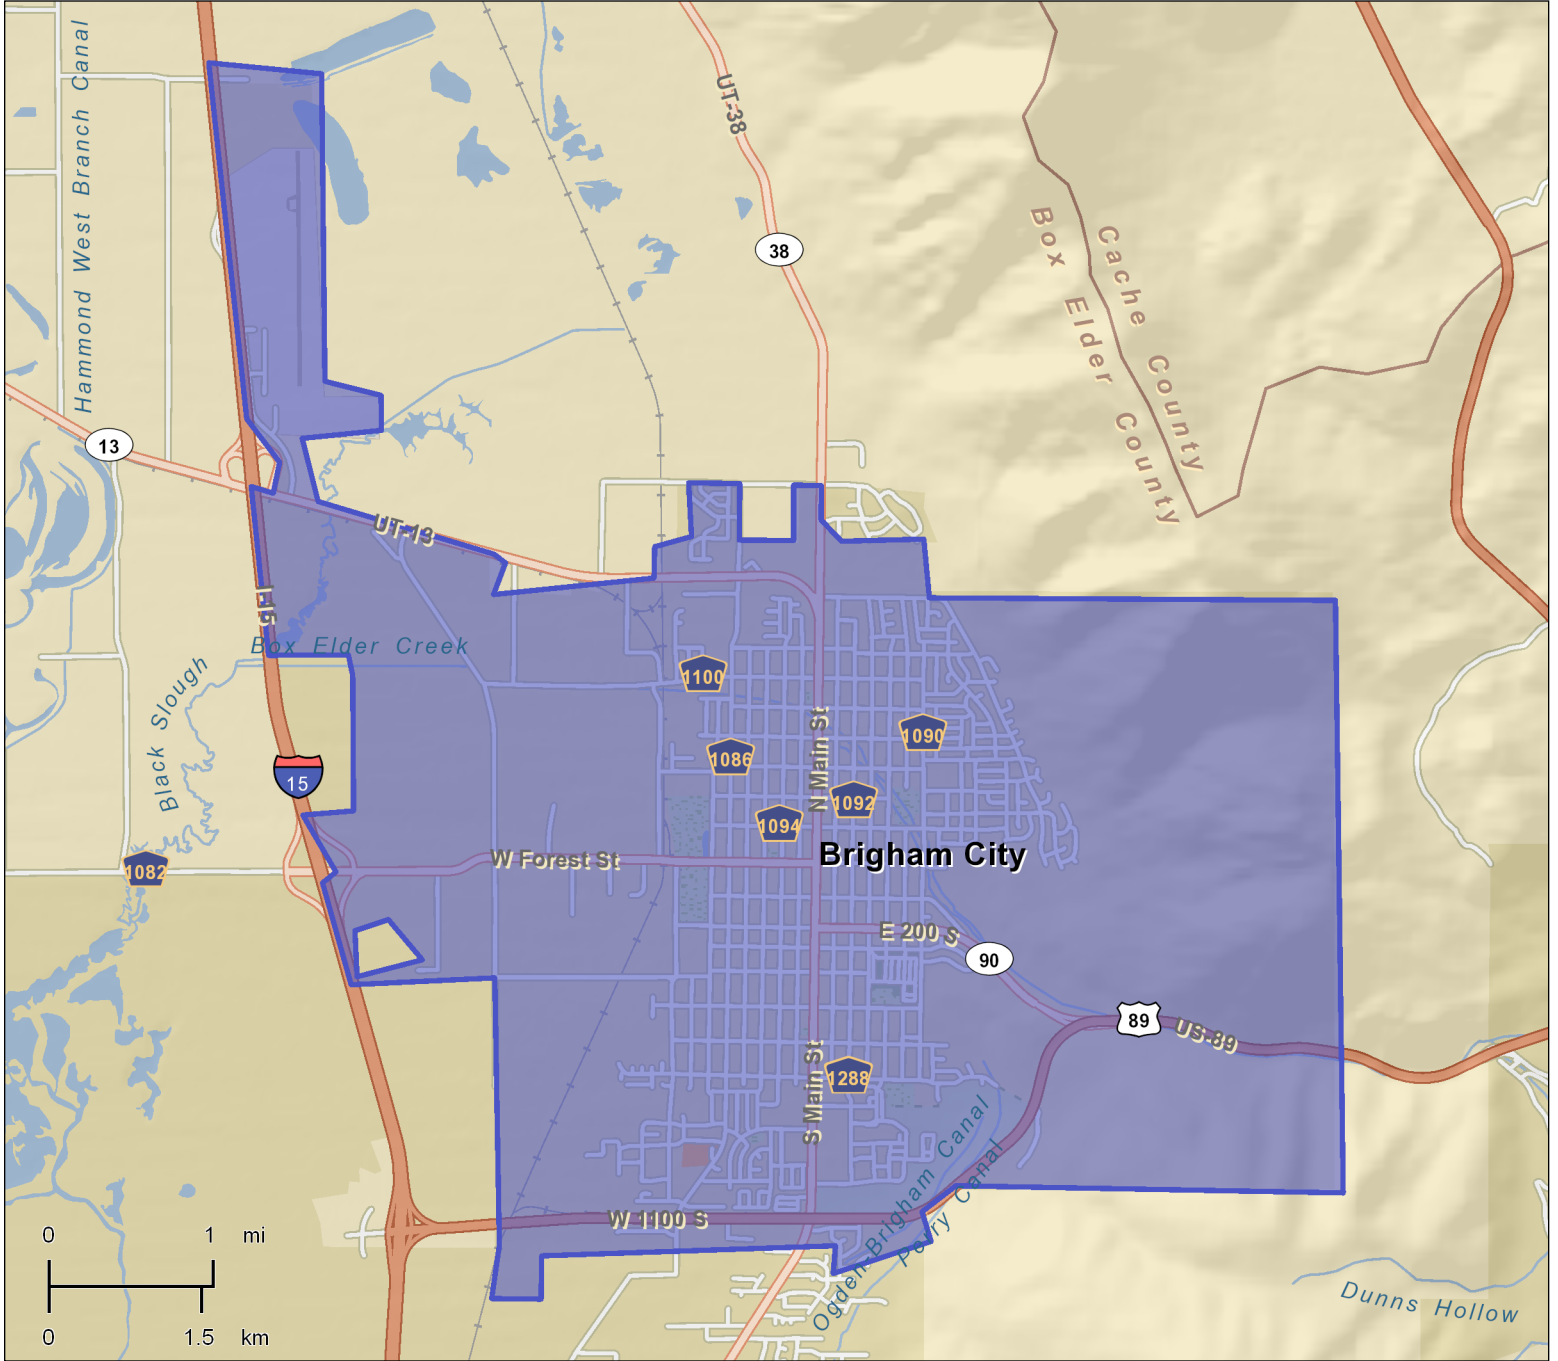 Hammond West Branch Canal
UT-38
38
Cache County
Box Elder County
13
UT-13
I-15
Box Elder Creek
Black Slough
1100
N Main St
1090
1086
15
1092
1094
1082
W Forest St
Brigham City
E 200 S
90
89
US-89
S Main St
1288
Ogden-Brigham Canal
Perry Canal
W 1100 S
0 1 mi
0 1.5 km
Dunns Hollow